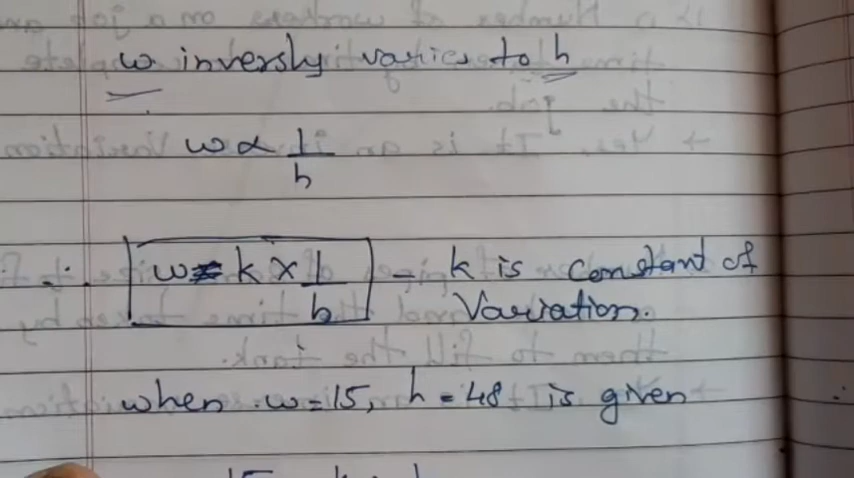 w inversly varies to h
w ∝ 1/h
∴ w = k × 1/h - k is constant of
Variation.
when w = 15, h = 48 is given